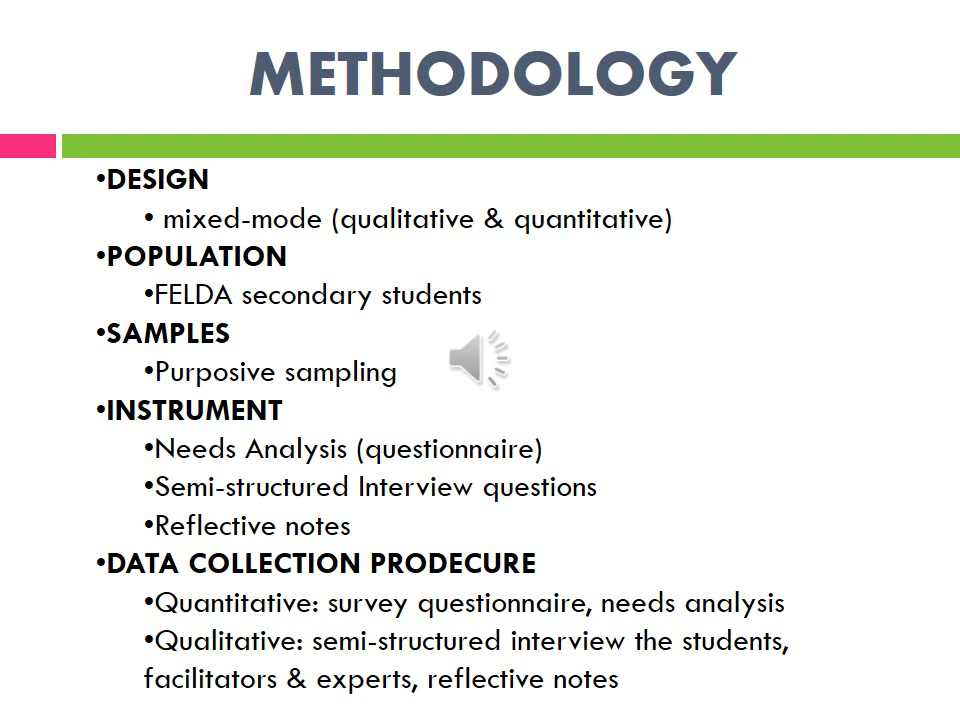 METHODOLOGY
•DESIGN
• mixed-mode (qualitative & quantitative)
•POPULATION
•FELDA secondary students
•SAMPLES
•Purposive sampling
•INSTRUMENT
•Needs Analysis (questionnaire)
•Semi-structured Interview questions
•Reflective notes
•DATA COLLECTION PRODECURE
•Quantitative: survey questionnaire, needs analysis
•Qualitative: semi-structured interview the students,
facilitators & experts, reflective notes